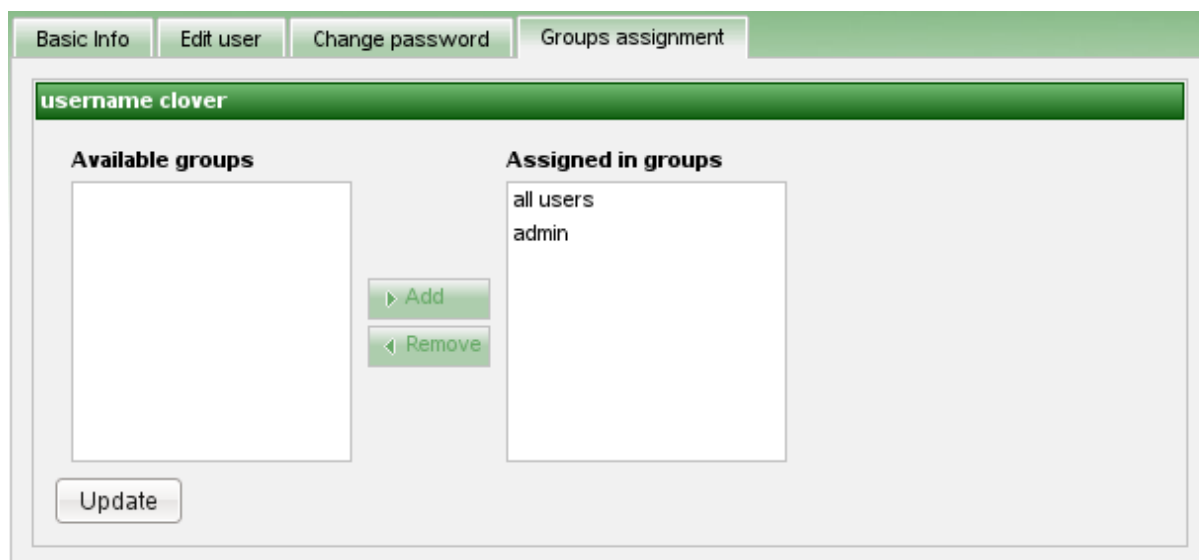 Basic Info Edit user Change password Groups assignment
username clover
Available groups Assigned in groups
all users
admin
Add
Remove
Update